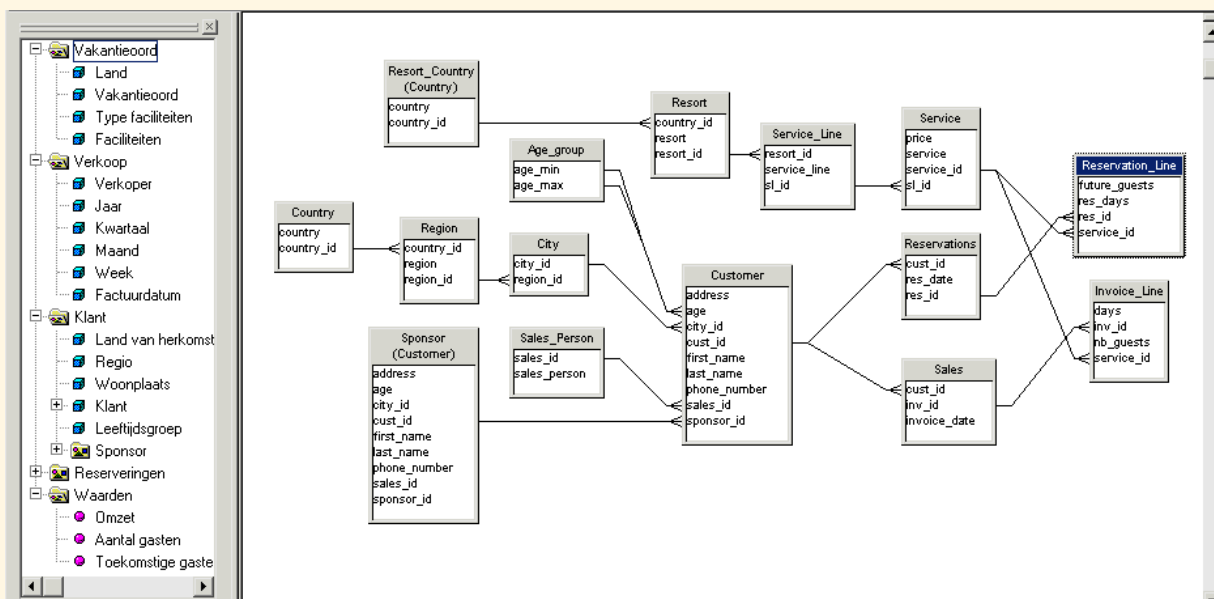 Vakantieoord
Land
Vakantieoord
Type faciliteiten
Faciliteiten
Verkoop
Verkoper
Jaar
Kwartaal
Maand
Week
Factuurdatum
Klant
Land van herkomst
Regio
Woonplaats
Klant
Leeftijdsgroep
Sponsor
Reserveringen
Waarden
Omzet
Aantal gasten
Toekomstige gaste
Resort_Country
(Country)
country
country_id
Resort
country_id
resort
resort_id
Service_Line
resort_id
service_line
sl_id
Service
price
service
service_id
sl_id
Reservation_Line
future_guests
res_days
res_id
service_id
Age_group
age_min
age_max
Country
country
country_id
Region
country_id
region
region_id
City
city_id
region_id
Customer
address
age
city_id
cust_id
first_name
last_name
phone_number
sales_id
sponsor_id
Reservations
cust_id
res_date
res_id
Invoice_Line
days
inv_id
nb_guests
service_id
Sponsor
(Customer)
address
age
city_id
cust_id
first_name
last_name
phone_number
sales_id
sponsor_id
Sales_Person
sales_id
sales_person
Sales
cust_id
inv_id
invoice_date